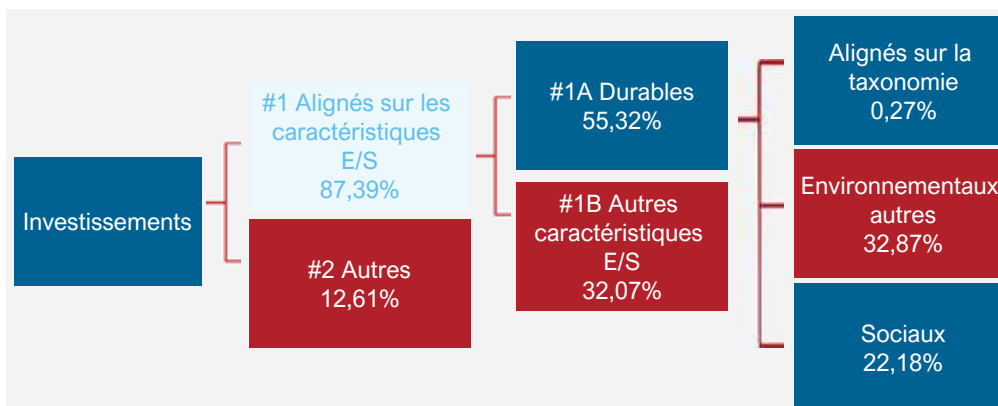 Investissements
#1 Alignés sur les
caractéristiques
E/S
87,39%
#2 Autres
12,61%
#1A Durables
55,32%
#1B Autres
caractéristiques
E/S
32,07%
Alignés sur la
taxonomie
0,27%
Environnementaux
autres
32,87%
Sociaux
22,18%